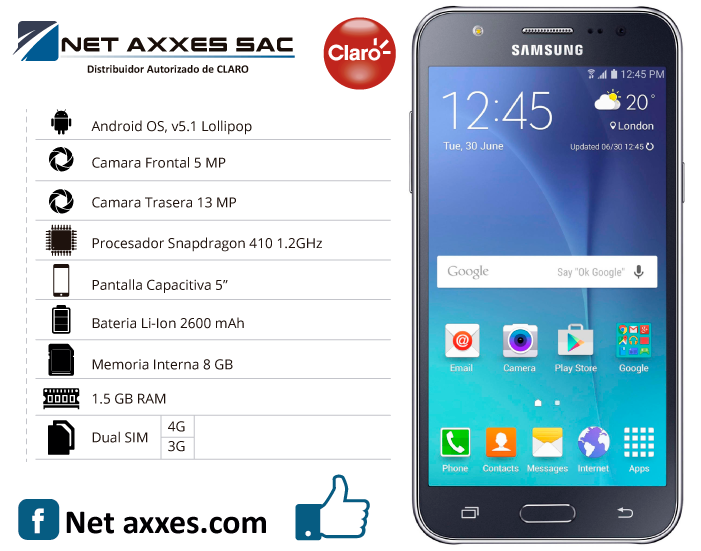 NET AXXES SAC
Distribuidor Autorizado de CLARO
Claro
Android OS, v5.1 Lollipop
Camara Frontal 5 MP
Camara Trasera 13 MP
Procesador Snapdragon 410 1.2GHz
Pantalla Capacitiva 5”
Bateria Li-Ion 2600 mAh
Memoria Interna 8 GB
1.5 GB RAM
Dual SIM
4G
3G
f Net axxes.com
SAMSUNG
12:45 PM
12:45
20°
London
Tue, 30 June
Updated 06/30 12:45
Google
Say "Ok Google"
Email
Camera
Play Store
Google
Phone
Contacts
Messages
Internet
Apps